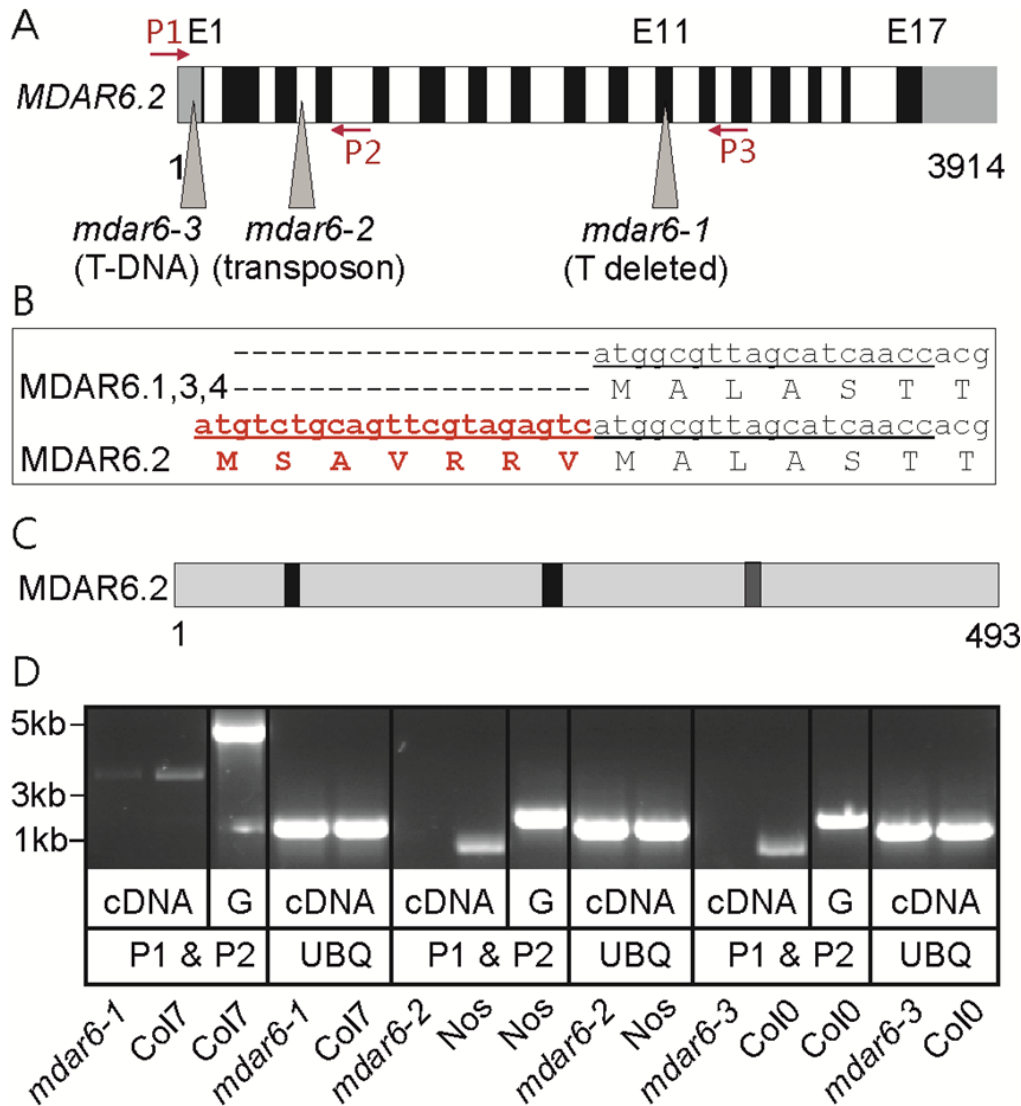 A
P1 E1 E11 E17
MDAR6.2
P2 P3
1 3914
mdar6-3 mdar6-2 mdar6-1
(T-DNA) (transposon) (T deleted)
B
------------------atggcgttagcatcaaccacg
MDAR6.1,3,4 ------------------ M A L A S T T
atgtctgcagttcgtagagtcatggcgttagcatcaaccacg
MDAR6.2 M S A V R R V M A L A S T T
C
MDAR6.2
1 493
D
5kb
3kb
1kb
cDNA G cDNA cDNA G cDNA cDNA G cDNA
P1 & P2 UBQ P1 & P2 UBQ P1 & P2 UBQ
mdar6-1 Col7 Col7 mdar6-1 Col7 mdar6-2 Nos Nos mdar6-2 Nos mdar6-3 Col0 Col0 mdar6-3 Col0